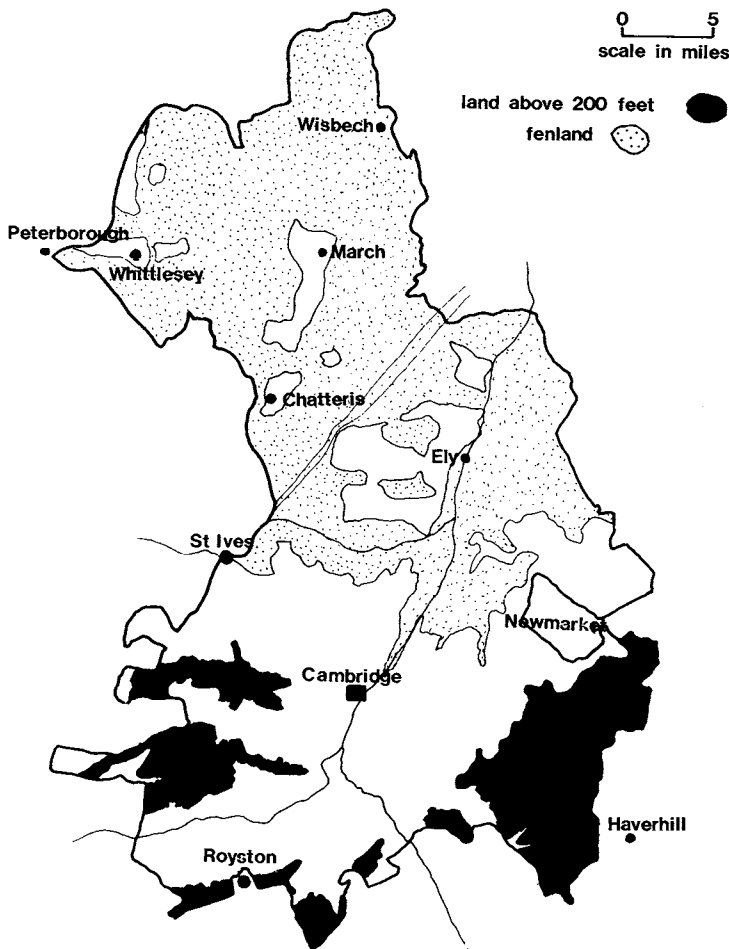 0 5
scale in miles
land above 200 feet
fenland
Wisbech
Peterborough
Whittlesey
March
Chatteris
Ely
St Ives
Newmarket
Cambridge
Haverhill
Royston